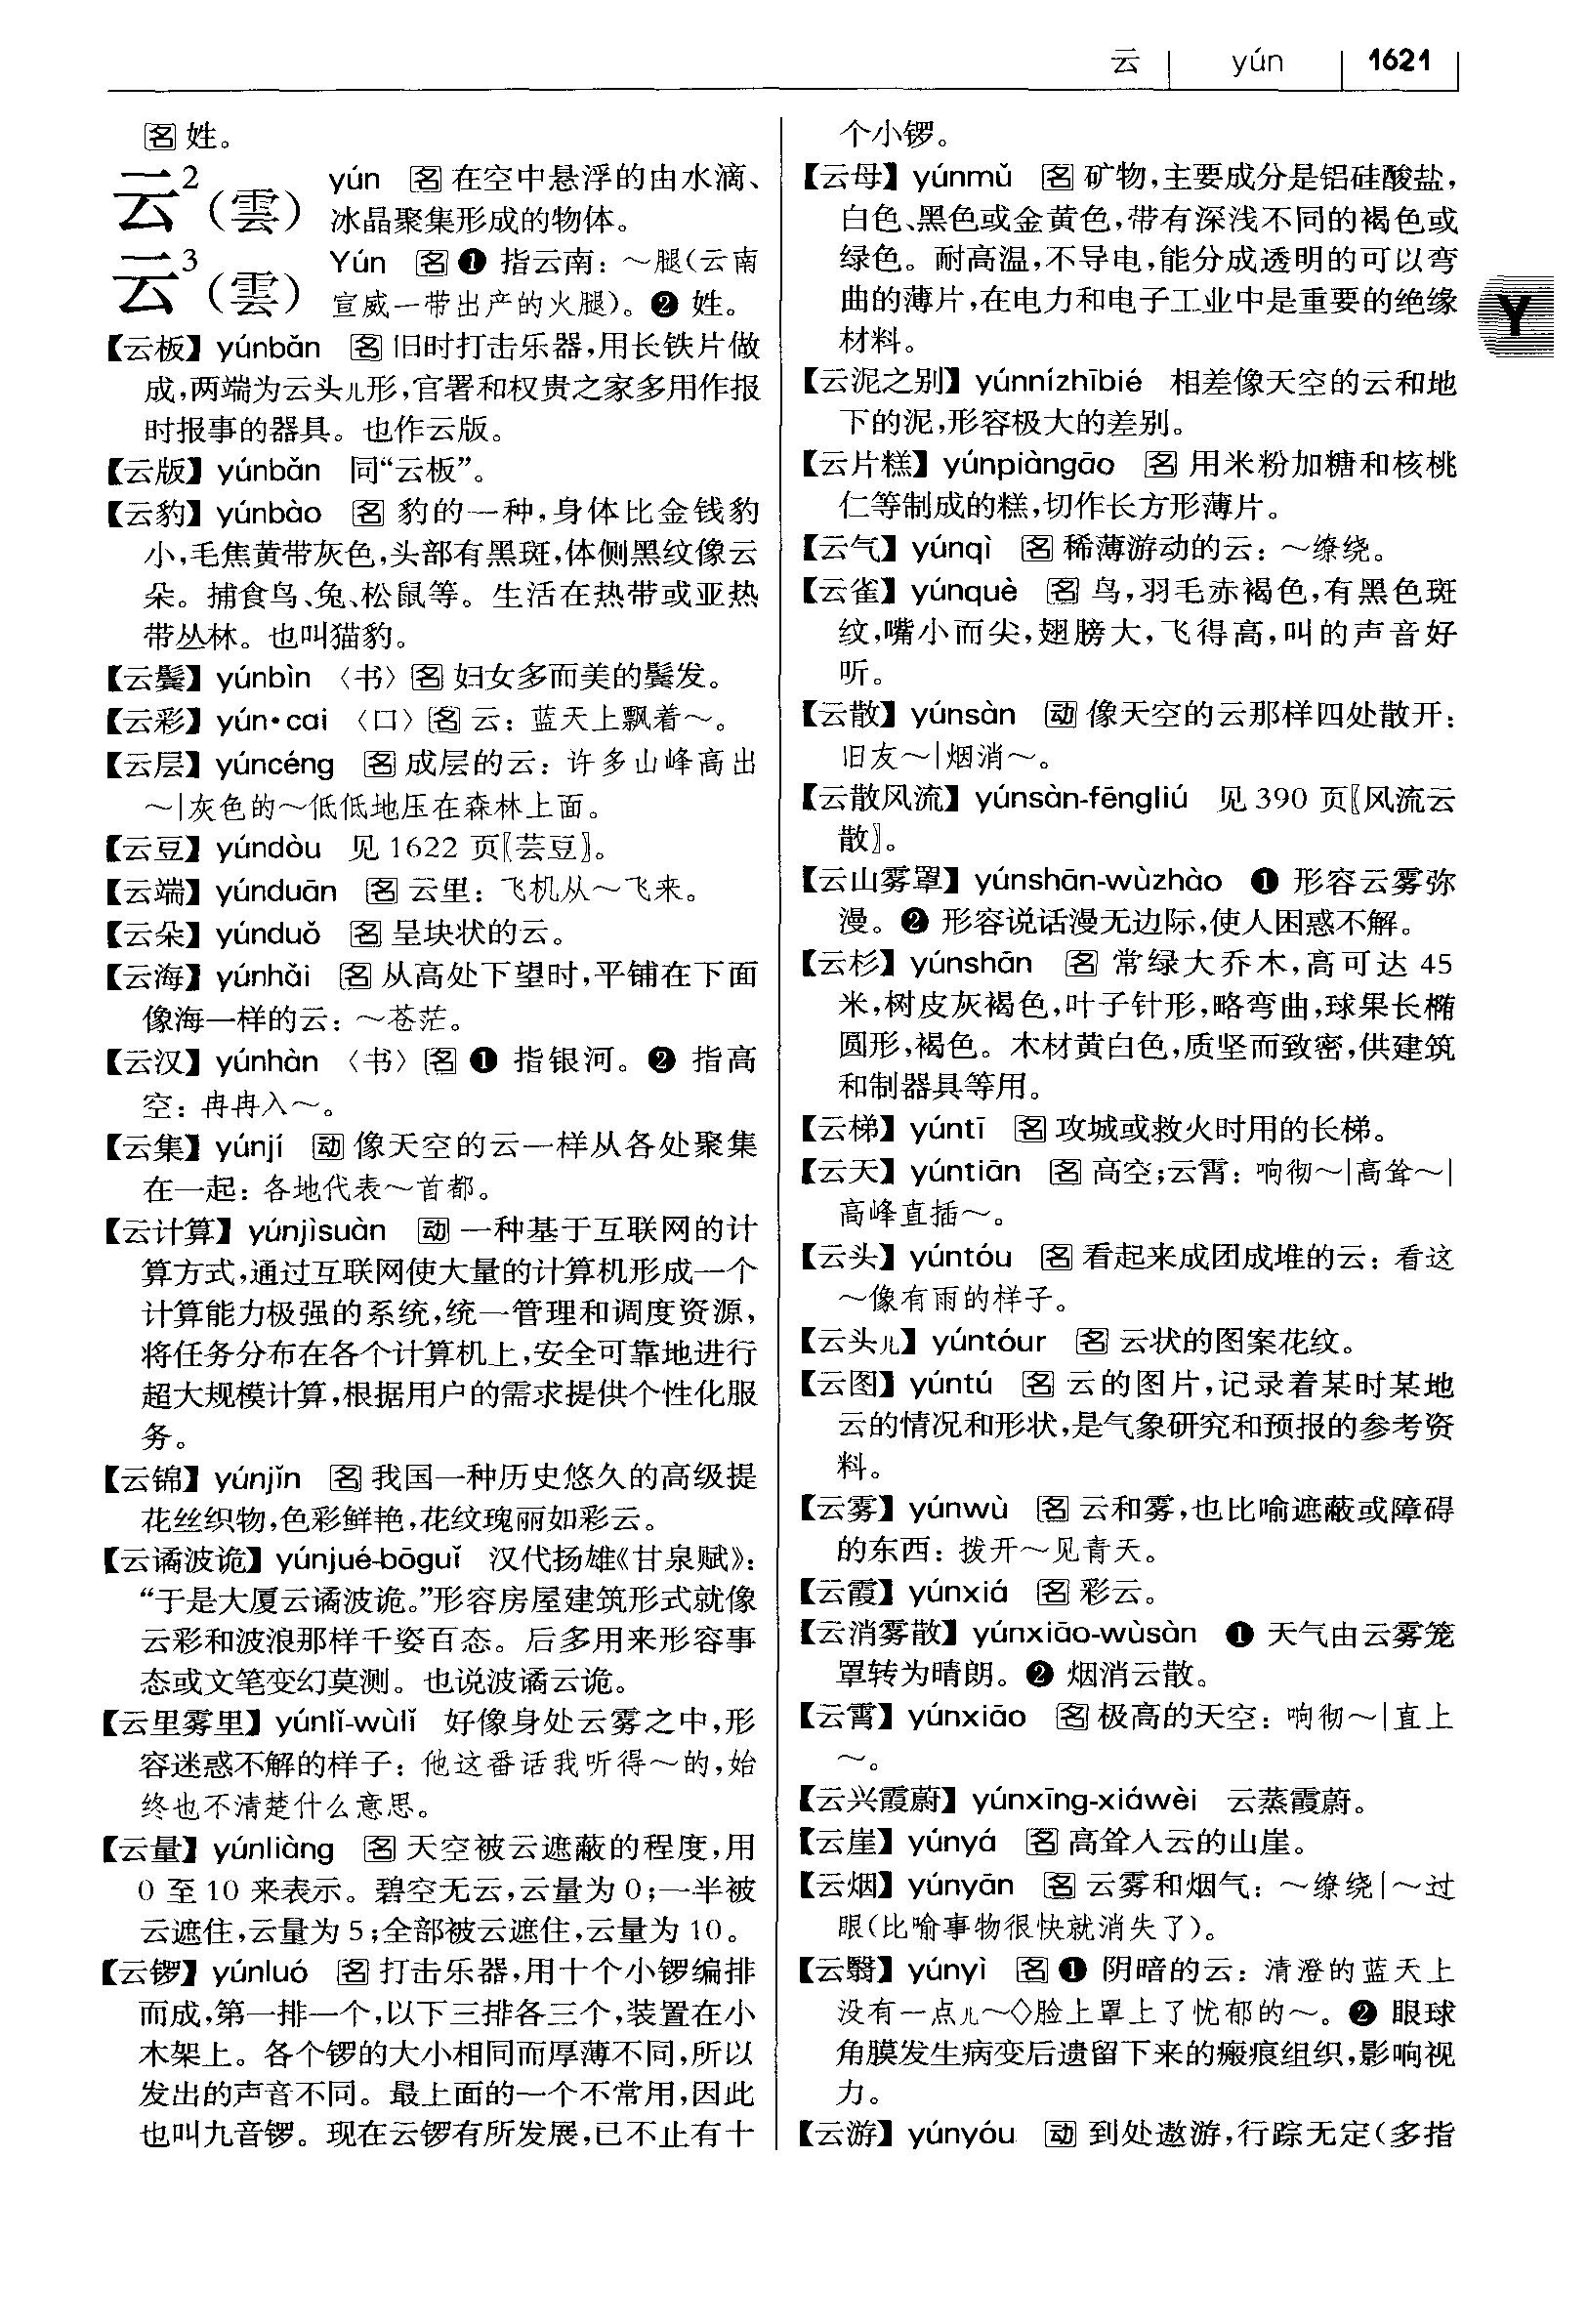 云 yún 1621
名 姓。
云²(雲) yún 名 在空中悬浮的由水滴、
冰晶聚集形成的物体。
云³(雲) Yún 名 ❶ 指云南：～腿(云南
宣威一带出产的火腿)。❷ 姓。
【云板】yúnbǎn 名 旧时打击乐器,用长铁片做
成,两端为云头儿形,官署和权贵之家多用作报
时报事的器具。也作云版。
【云版】yúnbǎn 同“云板”。
【云豹】yúnbào 名 豹的一种,身体比金钱豹
小,毛焦黄带灰色,头部有黑斑,体侧黑纹像云
朵。捕食鸟、兔、松鼠等。生活在热带或亚热
带丛林。也叫猫豹。
【云鬓】yúnbìn 〈书〉名 妇女多而美的鬓发。
【云彩】yún•cai 〈口〉名 云：蓝天上飘着～。
【云层】yúncéng 名 成层的云：许多山峰高出
～|灰色的～低低地压在森林上面。
【云豆】yúndòu 见 1622 页〖芸豆〗。
【云端】yúnduān 名 云里：飞机从～飞来。
【云朵】yúnduǒ 名 呈块状的云。
【云海】yúnhǎi 名 从高处下望时,平铺在下面
像海一样的云：～苍茫。
【云汉】yúnhàn 〈书〉名 ❶ 指银河。❷ 指高
空：冉冉入～。
【云集】yúnjí 动 像天空的云一样从各处聚集
在一起：各地代表～首都。
【云计算】yúnjìsuàn 动 一种基于互联网的计
算方式,通过互联网使大量的计算机形成一个
计算能力极强的系统,统一管理和调度资源,
将任务分布在各个计算机上,安全可靠地进行
超大规模计算,根据用户的需求提供个性化服
务。
【云锦】yúnjǐn 名 我国一种历史悠久的高级提
花丝织物,色彩鲜艳,花纹瑰丽如彩云。
【云谲波诡】yúnjué-bōguǐ 汉代扬雄《甘泉赋》：
“于是大厦云谲波诡。”形容房屋建筑形式就像
云彩和波浪那样千姿百态。后多用来形容事
态或文笔变幻莫测。也说波谲云诡。
【云里雾里】yúnlǐ-wùlǐ 好像身处云雾之中,形
容迷惑不解的样子：他这番话我听得～的,始
终也不清楚什么意思。
【云量】yúnliàng 名 天空被云遮蔽的程度,用
0 至 10 来表示。碧空无云,云量为 0;一半被
云遮住,云量为 5;全部被云遮住,云量为 10。
【云锣】yúnluó 名 打击乐器,用十个小锣编排
而成,第一排一个,以下三排各三个,装置在小
木架上。各个锣的大小相同而厚薄不同,所以
发出的声音不同。最上面的一个不常用,因此
也叫九音锣。现在云锣有所发展,已不止有十
个小锣。
【云母】yúnmǔ 名 矿物,主要成分是铝硅酸盐,
白色、黑色或金黄色,带有深浅不同的褐色或
绿色。耐高温,不导电,能分成透明的可以弯
曲的薄片,在电力和电子工业中是重要的绝缘
材料。
【云泥之别】yúnnízhībié 相差像天空的云和地
下的泥,形容极大的差别。
【云片糕】yúnpiàngāo 名 用米粉加糖和核桃
仁等制成的糕,切作长方形薄片。
【云气】yúnqì 名 稀薄游动的云：～缭绕。
【云雀】yúnquè 名 鸟,羽毛赤褐色,有黑色斑
纹,嘴小而尖,翅膀大,飞得高,叫的声音好
听。
【云散】yúnsàn 动 像天空的云那样四处散开：
旧友～|烟消～。
【云散风流】yúnsàn-fēngliú 见 390 页〖风流云
散〗。
【云山雾罩】yúnshān-wùzhào ❶ 形容云雾弥
漫。❷ 形容说话漫无边际,使人困惑不解。
【云杉】yúnshān 名 常绿大乔木,高可达 45
米,树皮灰褐色,叶子针形,略弯曲,球果长椭
圆形,褐色。木材黄白色,质坚而致密,供建筑
和制器具等用。
【云梯】yúntī 名 攻城或救火时用的长梯。
【云天】yúntiān 名 高空;云霄：响彻～|高耸～|
高峰直插～。
【云头】yúntóu 名 看起来成团成堆的云：看这
～像有雨的样子。
【云头儿】yúntóur 名 云状的图案花纹。
【云图】yúntú 名 云的图片,记录着某时某地
云的情况和形状,是气象研究和预报的参考资
料。
【云雾】yúnwù 名 云和雾,也比喻遮蔽或障碍
的东西：拨开～见青天。
【云霞】yúnxiá 名 彩云。
【云消雾散】yúnxiāo-wùsàn ❶ 天气由云雾笼
罩转为晴朗。❷ 烟消云散。
【云霄】yúnxiāo 名 极高的天空：响彻～|直上
～。
【云兴霞蔚】yúnxīng-xiáwèi 云蒸霞蔚。
【云崖】yúnyá 名 高耸入云的山崖。
【云烟】yúnyān 名 云雾和烟气：～缭绕|～过
眼(比喻事物很快就消失了)。
【云翳】yúnyì 名 ❶ 阴暗的云：清澄的蓝天上
没有一点儿～◇脸上罩上了忧郁的～。❷ 眼球
角膜发生病变后遗留下来的瘢痕组织,影响视
力。
【云游】yúnyóu 动 到处遨游,行踪无定(多指
Y